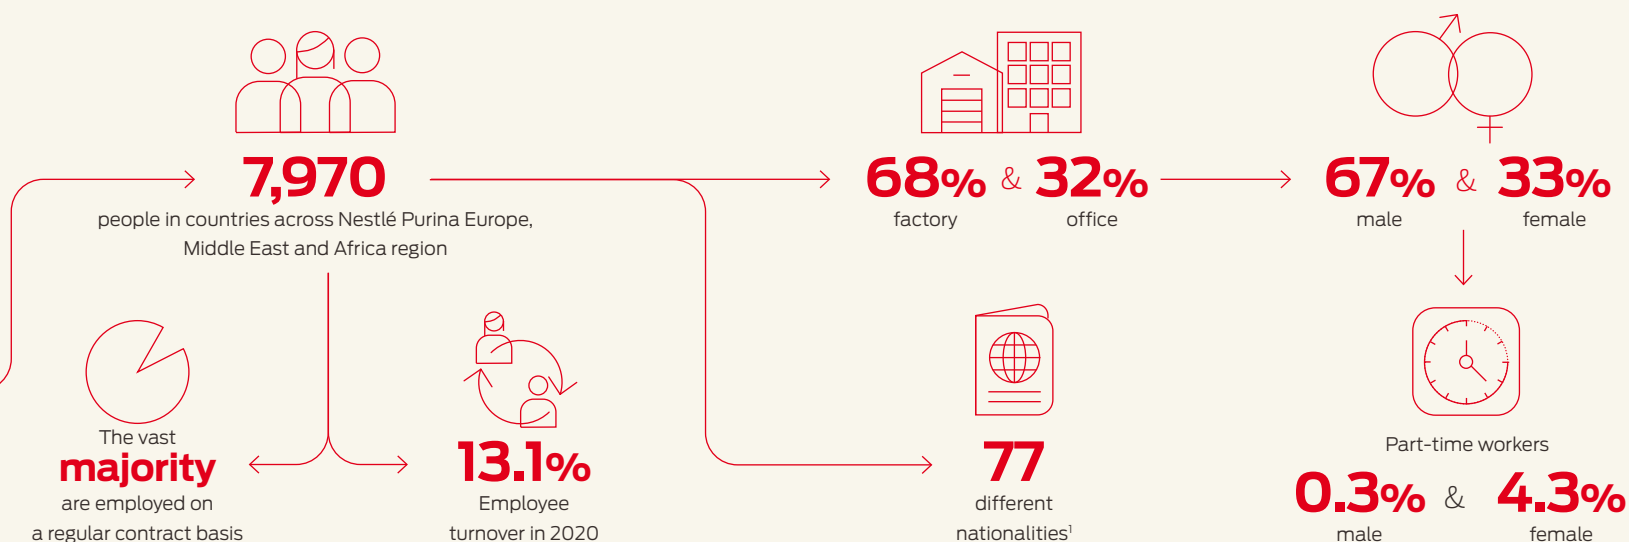 7,970
people in countries across Nestlé Purina Europe,
Middle East and Africa region
68% & 32%
factory office
67% & 33%
male female
The vast
majority
are employed on
a regular contract basis
13.1%
Employee
turnover in 2020
77
different
nationalities¹
Part-time workers
0.3% & 4.3%
male female